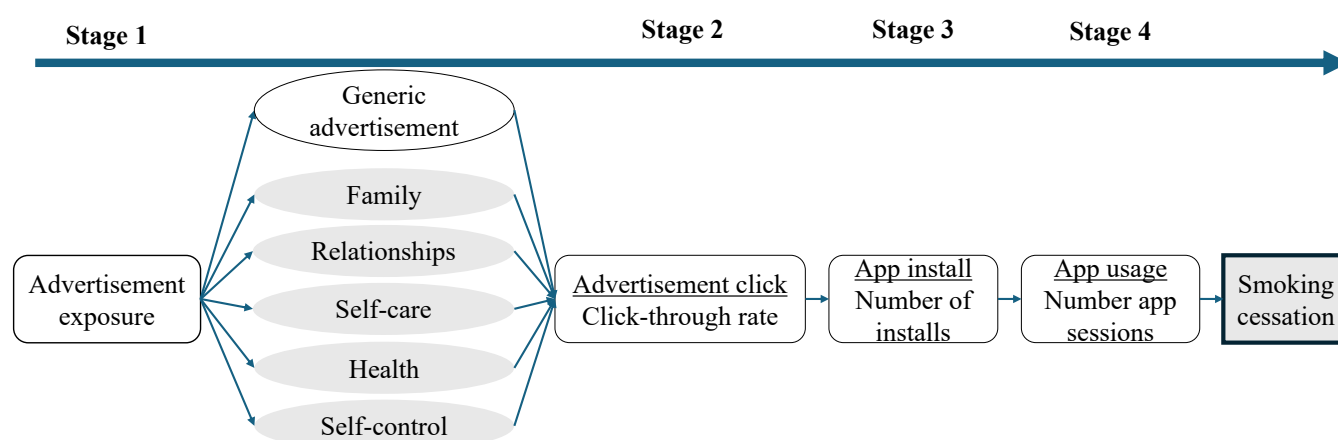 Stage 1
Stage 2
Stage 3
Stage 4
Generic
advertisement
Family
Relationships
Self-care
Health
Self-control
Advertisement
exposure
Advertisement click
Click-through rate
App install
Number of
installs
App usage
Number app
sessions
Smoking
cessation